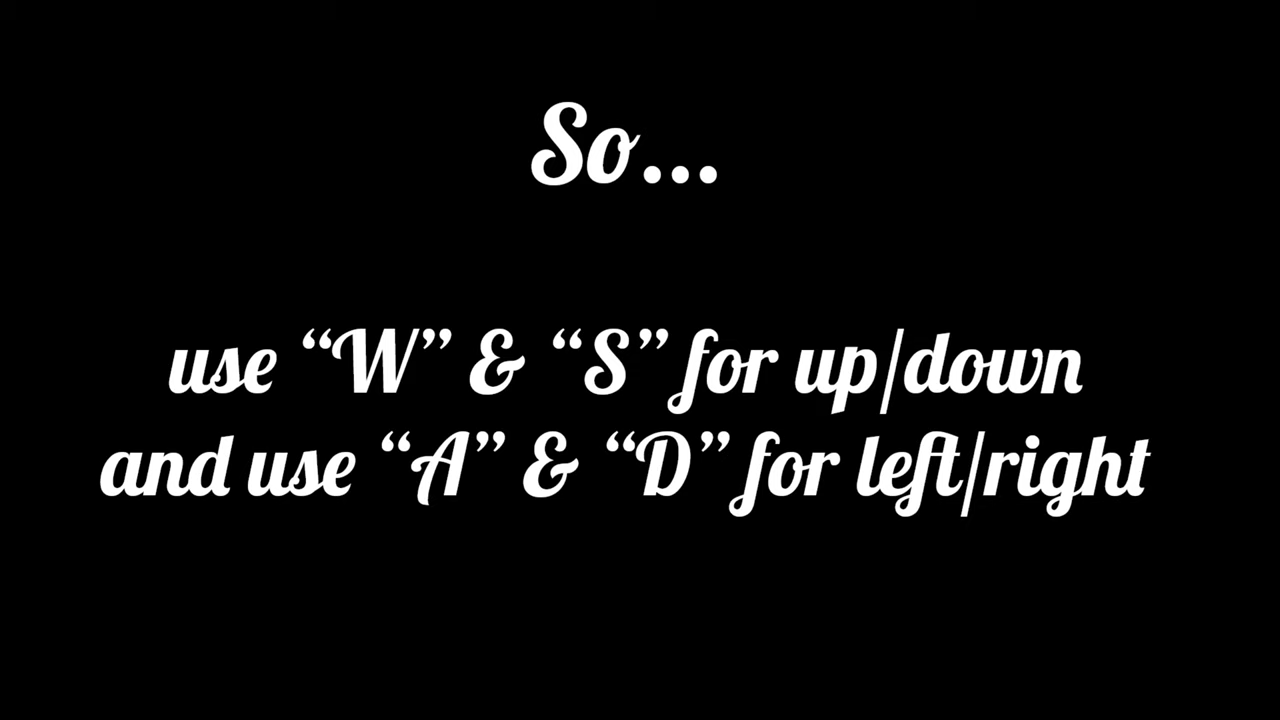 So...
use “W” & “S” for up/down
and use “A” & “D” for left/right